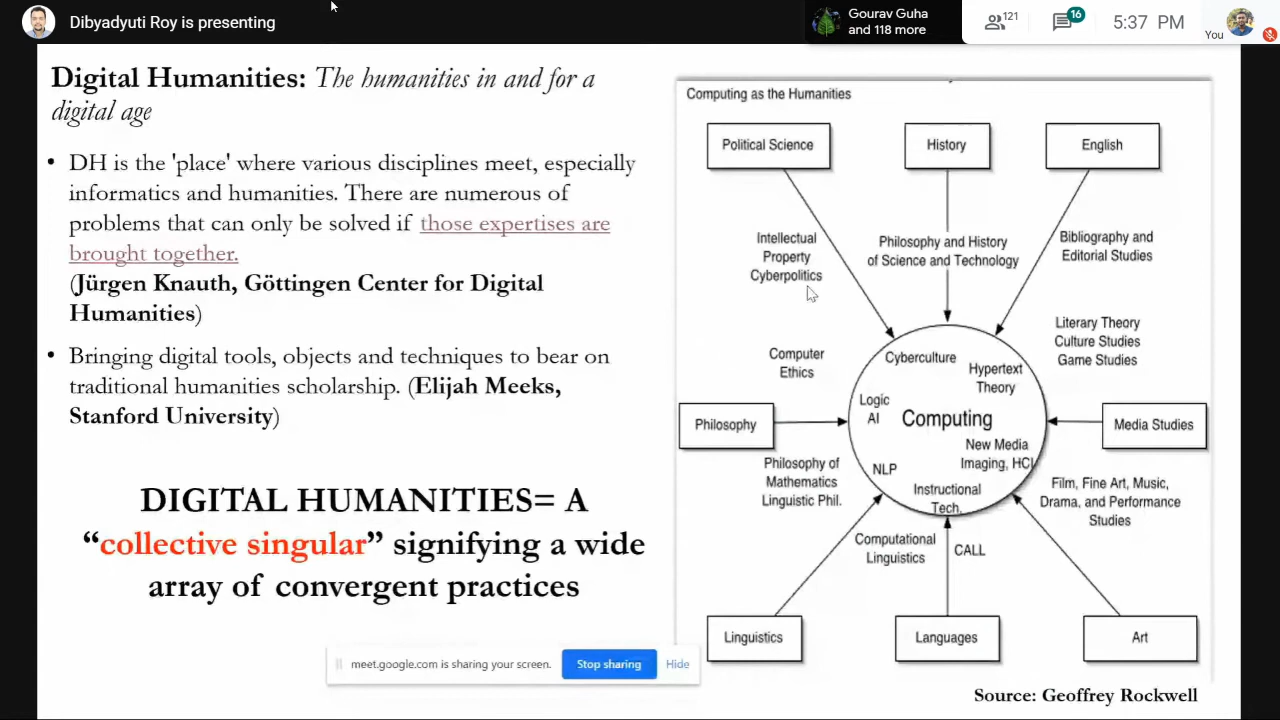 Dibyadyuti Roy is presenting
Gourav Guha
and 118 more
121
16
5:37 PM
You
Digital Humanities: The humanities in and for a
digital age
• DH is the 'place' where various disciplines meet, especially
informatics and humanities. There are numerous of
problems that can only be solved if those expertises are
brought together.
(Jürgen Knauth, Göttingen Center for Digital
Humanities)
• Bringing digital tools, objects and techniques to bear on
traditional humanities scholarship. (Elijah Meeks,
Stanford University)
DIGITAL HUMANITIES= A
“collective singular” signifying a wide
array of convergent practices
Computing as the Humanities
Political Science
History
English
Intellectual
Property
Cyberpolitics
Philosophy and History
of Science and Technology
Bibliography and
Editorial Studies
Computer
Ethics
Literary Theory
Culture Studies
Game Studies
Cyberculture
Hypertext
Theory
Logic
AI
Computing
New Media
Imaging, HCI
NLP
Instructional
Tech.
Philosophy
Media Studies
Philosophy of
Mathematics
Linguistic Phil.
Film, Fine Art, Music,
Drama, and Performance
Studies
Computational
Linguistics
CALL
Linguistics
Languages
Art
meet.google.com is sharing your screen.
Stop sharing
Hide
Source: Geoffrey Rockwell